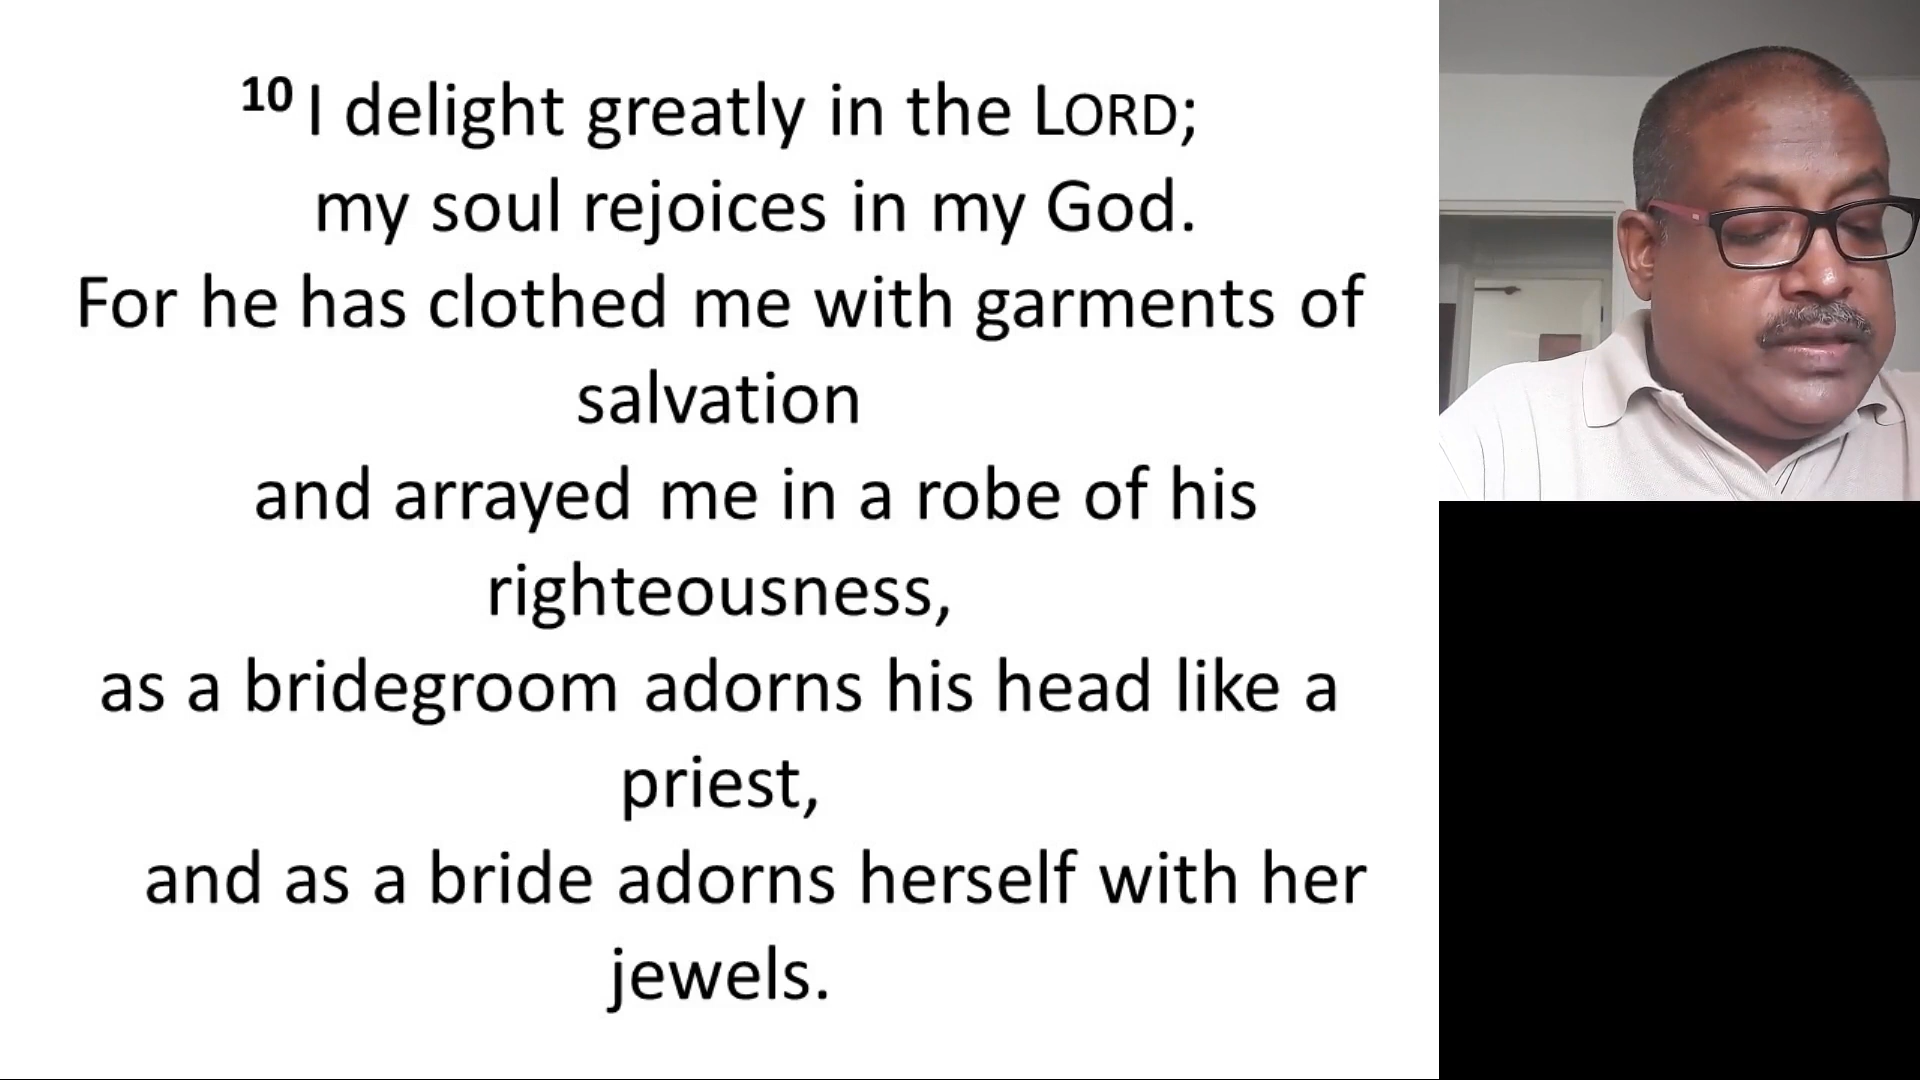 10 I delight greatly in the LORD;
my soul rejoices in my God.
For he has clothed me with garments of
salvation
and arrayed me in a robe of his
righteousness,
as a bridegroom adorns his head like a
priest,
and as a bride adorns herself with her
jewels.